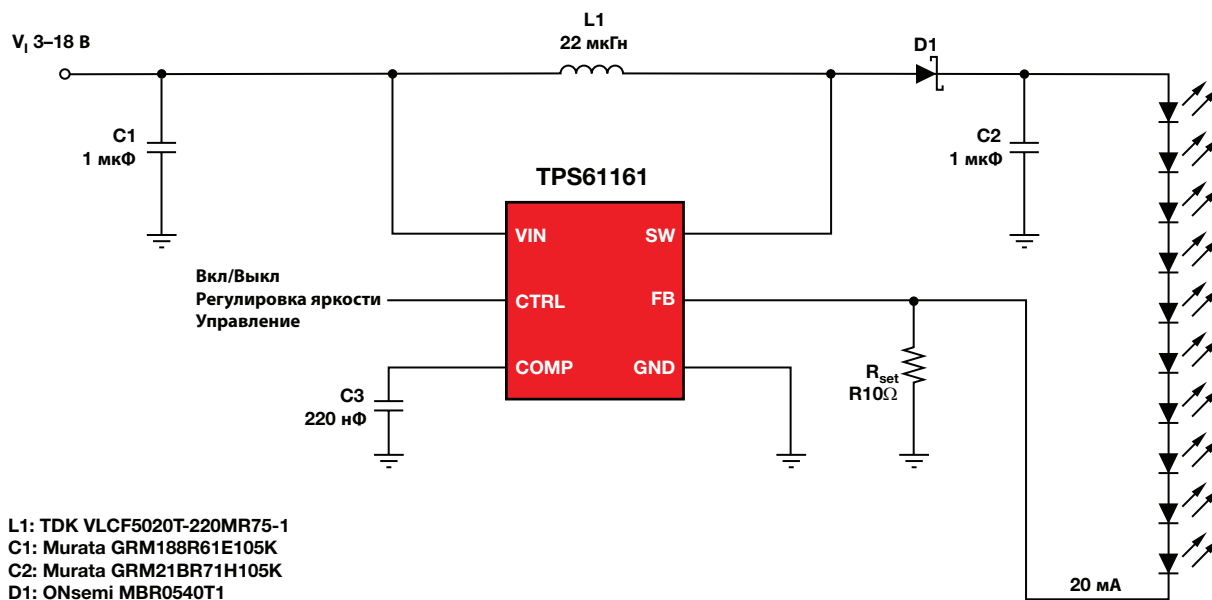 V_I 3–18 В
L1
22 мкГн
D1
C1
1 мкФ
C2
1 мкФ
TPS61161
VIN
SW
Вкл/Выкл
Регулировка яркости
Управление
CTRL
FB
COMP
GND
C3
220 нФ
R_set
R10Ω
20 мА
L1: TDK VLCF5020T-220MR75-1
C1: Murata GRM188R61E105K
C2: Murata GRM21BR71H105K
D1: ONsemi MBR0540T1